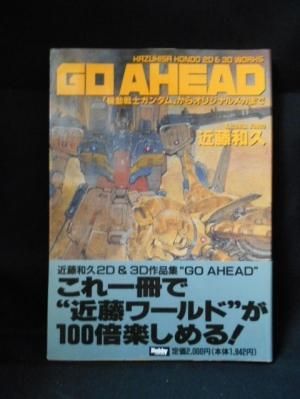 KAZUHISA KONDO 2D & 3D WORKS
GO AHEAD
「機動戦士ガンダム」からオリジナルメカまで
近藤和久
近藤和久2D & 3D作品集“GO AHEAD”
これ一冊で
“近藤ワールド”が
100倍楽しめる!
Hobby
定価2,000円(本体1,942円)